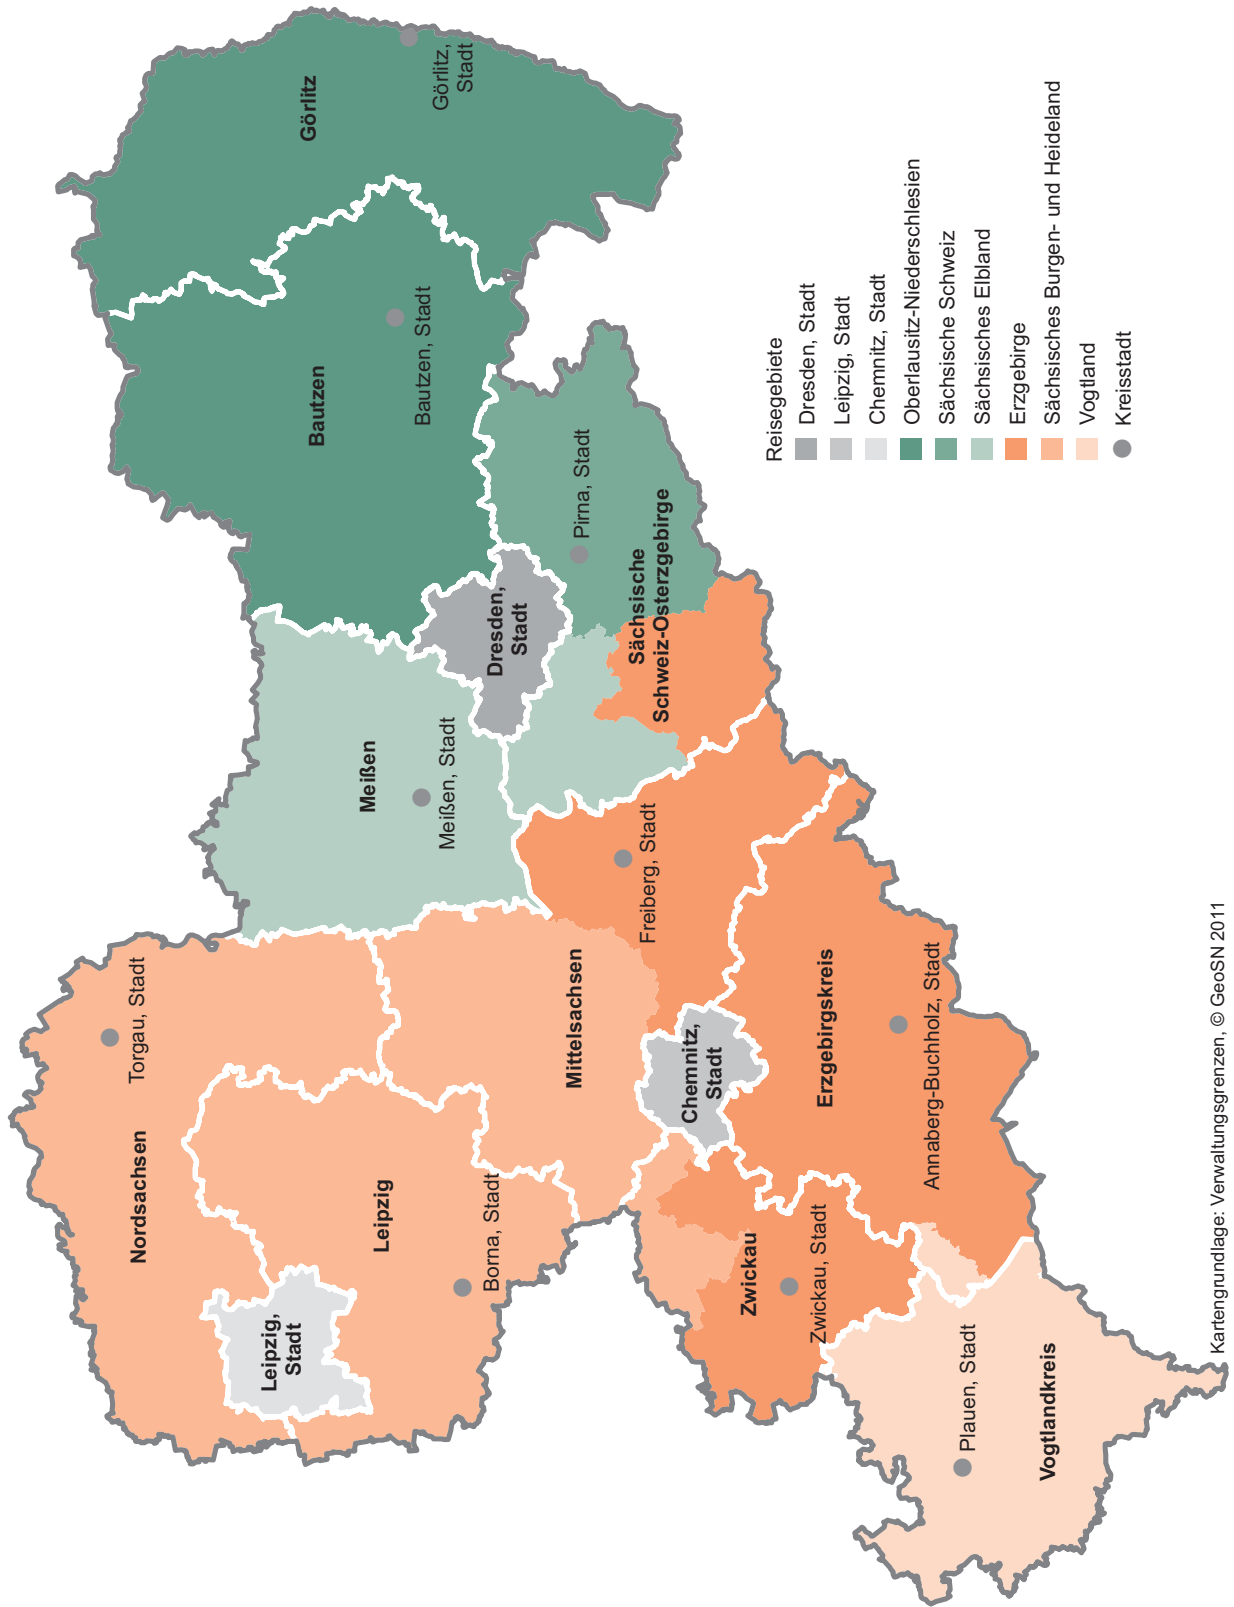 Nordsachsen
Torgau, Stadt
Leipzig,
Stadt
Leipzig
Borna, Stadt
Meißen
Meißen, Stadt
Bautzen
Bautzen, Stadt
Görlitz
Görlitz,
Stadt
Dresden,
Stadt
Mittelsachsen
Freiberg, Stadt
Pirna, Stadt
Sächsische
Schweiz-Osterzgebirge
Chemnitz,
Stadt
Zwickau
Zwickau, Stadt
Erzgebirgskreis
Annaberg-Buchholz, Stadt
Plauen, Stadt
Vogtlandkreis
Reisegebiete
Dresden, Stadt
Leipzig, Stadt
Chemnitz, Stadt
Oberlausitz-Niederschlesien
Sächsische Schweiz
Sächsisches Elbland
Erzgebirge
Sächsisches Burgen- und Heideland
Vogtland
Kreisstadt
Kartengrundlage: Verwaltungsgrenzen, © GeoSN 2011